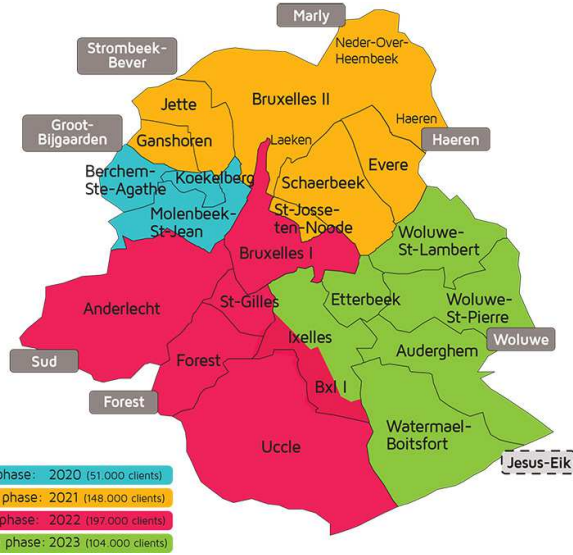 Marly
Strombeek-
Bever
Neder-Over-
Heembeek
Jette
Bruxelles II
Haeren
Groot-
Bijgaarden
Ganshoren
Laeken
Haeren
Evere
Berchem-
Ste-Agathe
Koekelberg
Schaerbeek
Molenbeek-
St-Jean
St-Josse-
ten-Noode
Woluwe-
St-Lambert
Bruxelles I
Anderlecht
St-Gilles
Etterbeek
Woluwe-
St-Pierre
Ixelles
Woluwe
Auderghem
Sud
Forest
Bxl I
Forest
Watermael-
Boitsfort
Uccle
Jesus-Eik
phase: 2020 (51.000 clients)
phase: 2021 (148.000 clients)
phase: 2022 (197.000 clients)
phase: 2023 (104.000 clients)